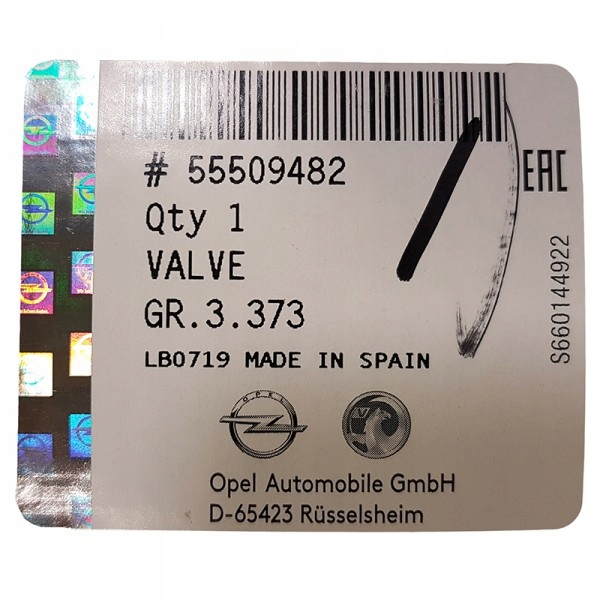 # 55509482
Qty 1
VALVE
GR.3.373
LB0719 MADE IN SPAIN
OPEL
Opel Automobile GmbH
D-65423 Rüsselsheim
EAC
S660144922